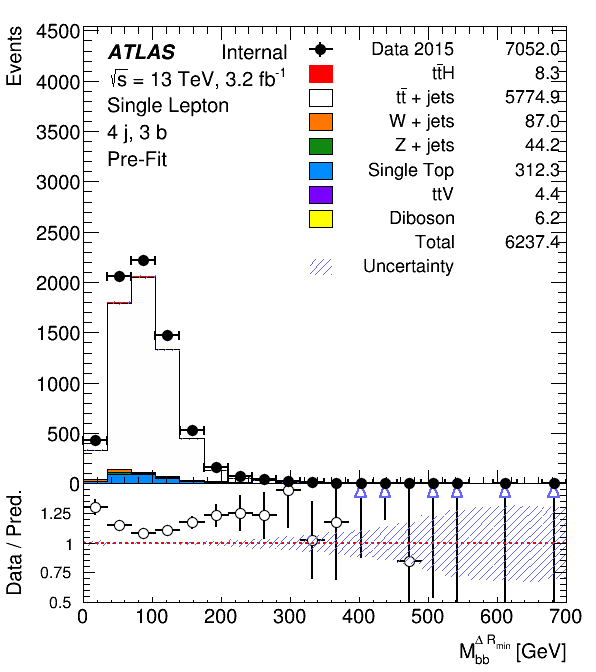 Events
4500
4000
3500
3000
2500
2000
1500
1000
500
0
ATLAS Internal
√s = 13 TeV, 3.2 fb⁻¹
Single Lepton
4 j, 3 b
Pre-Fit
Data 2015 7052.0
tt̄H 8.3
tt̄ + jets 5774.9
W + jets 87.0
Z + jets 44.2
Single Top 312.3
ttV 4.4
Diboson 6.2
Total 6237.4
Uncertainty
Data / Pred.
1.25
1
0.75
0.5
0 100 200 300 400 500 600 700
M_bb^Δ R_min [GeV]